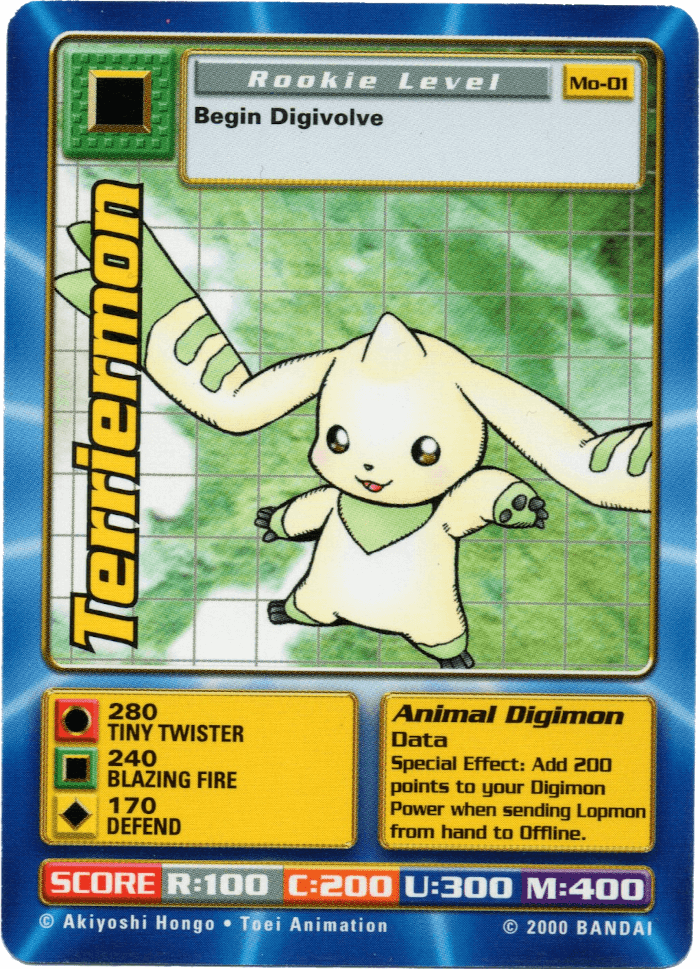 Rookie Level
Mo-01
Begin Digivolve
Terriermon
280
TINY TWISTER
240
BLAZING FIRE
170
DEFEND
Animal Digimon
Data
Special Effect: Add 200
points to your Digimon
Power when sending Lopmon
from hand to Offline.
SCORE R:100 C:200 U:300 M:400
© Akiyoshi Hongo • Toei Animation
© 2000 BANDAI